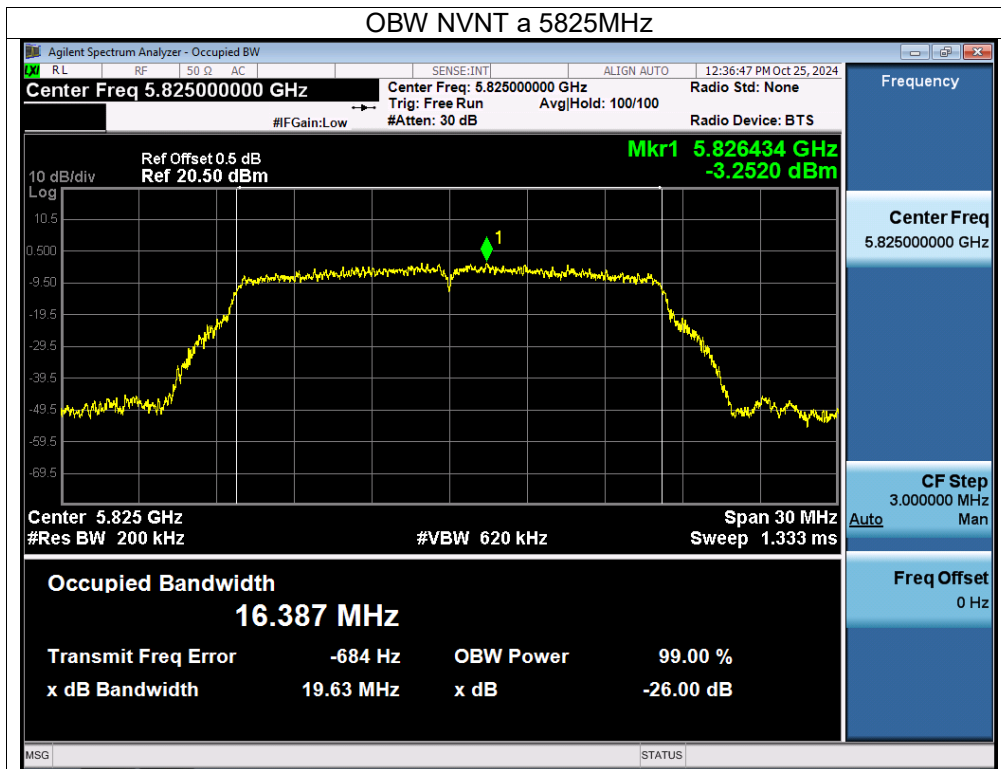 OBW NVNT a 5825MHz
Agilent Spectrum Analyzer - Occupied BW
LXI RL RF 50 Ω AC SENSE:INT ALIGN AUTO 12:36:47 PM Oct 25, 2024
Center Freq 5.825000000 GHz
Center Freq: 5.825000000 GHz Radio Std: None
Trig: Free Run Avg|Hold: 100/100
#IFGain:Low #Atten: 30 dB Radio Device: BTS
Mkr1 5.826434 GHz
-3.2520 dBm
Ref Offset 0.5 dB
10 dB/div Ref 20.50 dBm
Log
10.5
1
0.500
-9.50
-19.5
-29.5
-39.5
-49.5
-59.5
-69.5
Center 5.825 GHz Span 30 MHz
#Res BW 200 kHz #VBW 620 kHz Sweep 1.333 ms
Occupied Bandwidth
16.387 MHz
Transmit Freq Error -684 Hz OBW Power 99.00 %
x dB Bandwidth 19.63 MHz x dB -26.00 dB
MSG STATUS
Frequency
Center Freq
5.825000000 GHz
CF Step
3.000000 MHz
Auto Man
Freq Offset
0 Hz